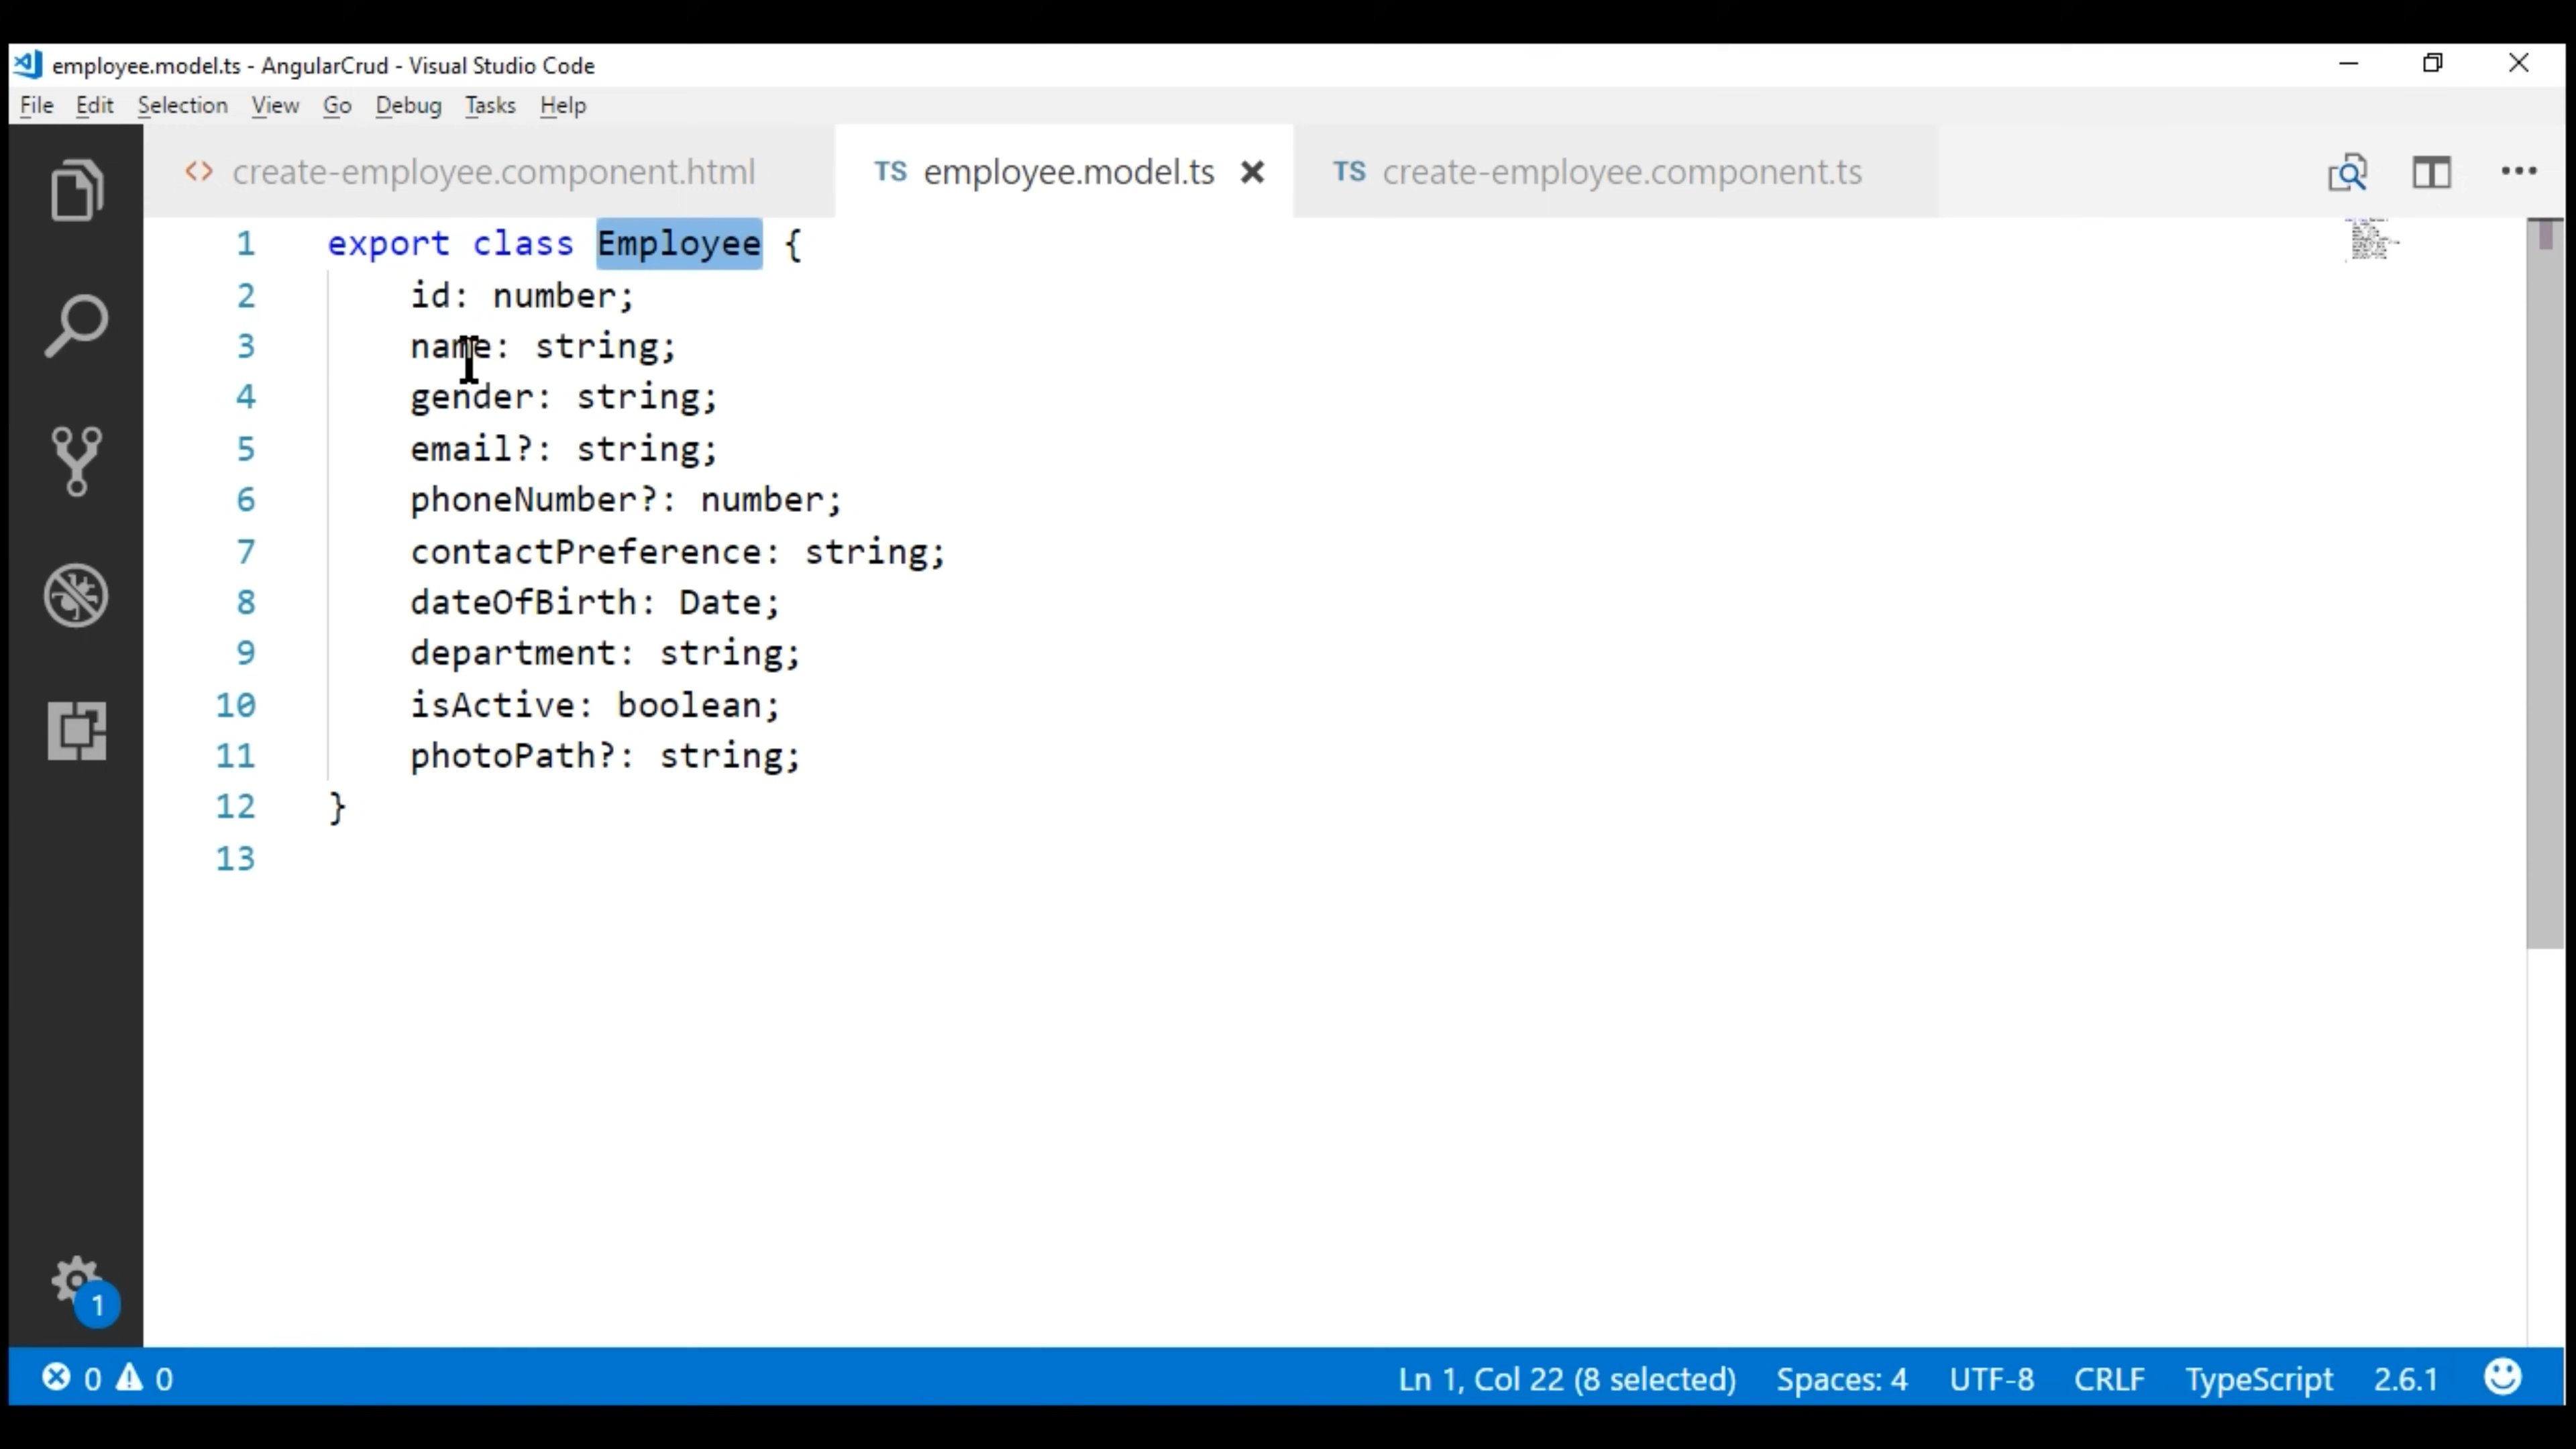 employee.model.ts - AngularCrud - Visual Studio Code
File Edit Selection View Go Debug Tasks Help
<> create-employee.component.html TS employee.model.ts TS create-employee.component.ts
1 export class Employee {
2 id: number;
3 name: string;
4 gender: string;
5 email?: string;
6 phoneNumber?: number;
7 contactPreference: string;
8 dateOfBirth: Date;
9 department: string;
10 isActive: boolean;
11 photoPath?: string;
12 }
13
1
0 0 Ln 1, Col 22 (8 selected) Spaces: 4 UTF-8 CRLF TypeScript 2.6.1